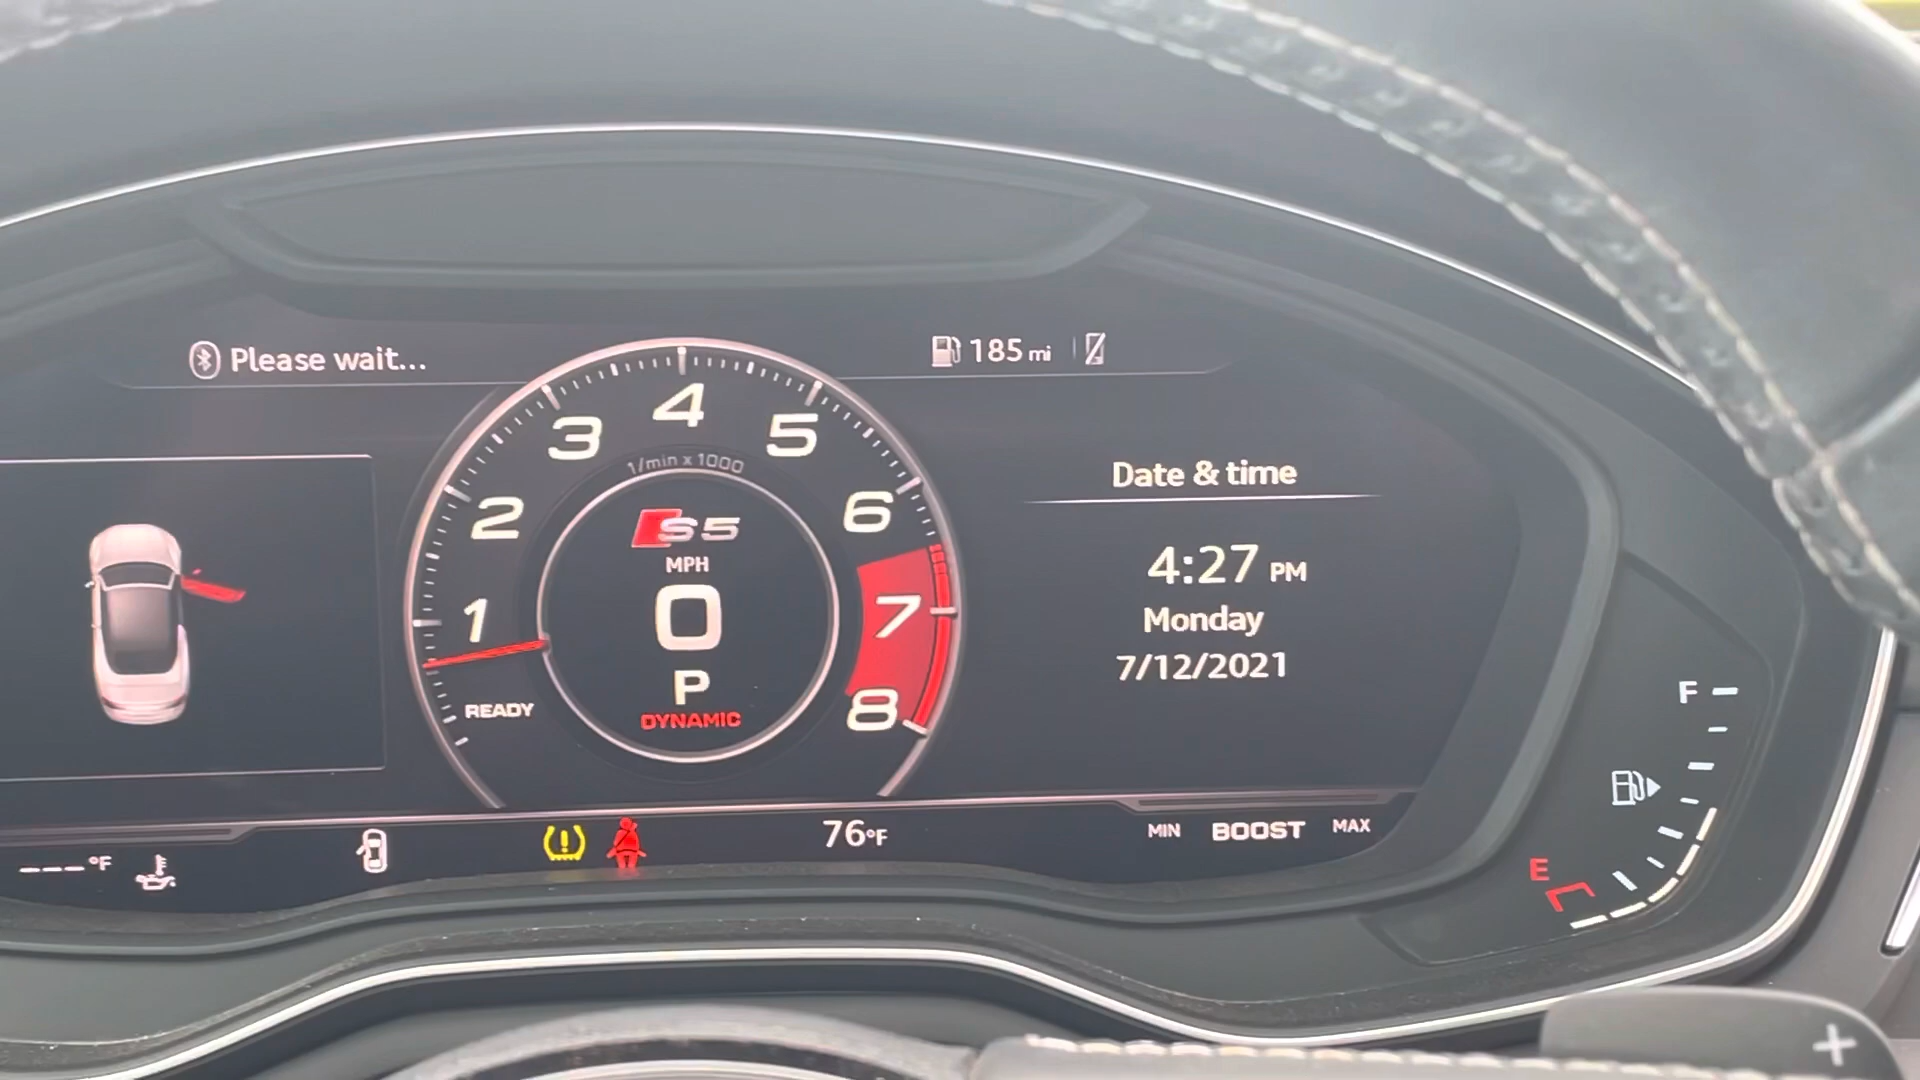 Please wait...
185 mi
1
2
3
4
5
6
7
8
1/min x 1000
S5
MPH
0
P
DYNAMIC
READY
Date & time
4:27 PM
Monday
7/12/2021
F
E
---°F
76°F
MIN BOOST MAX
+